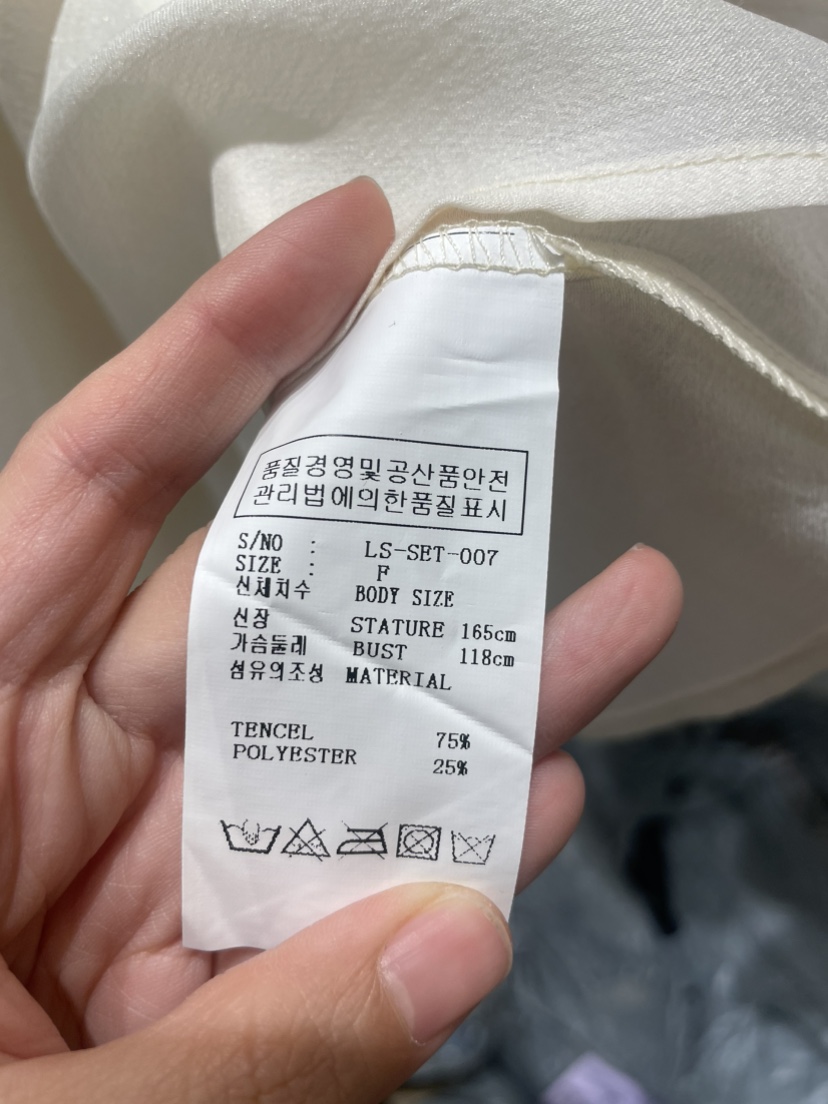 품질경영및공산품안전
관리법에의한품질표시
S/NO : LS-SET-007
SIZE : F
신체치수 BODY SIZE
신장 STATURE 165cm
가슴둘레 BUST 118cm
섬유의조성 MATERIAL
TENCEL 75%
POLYESTER 25%